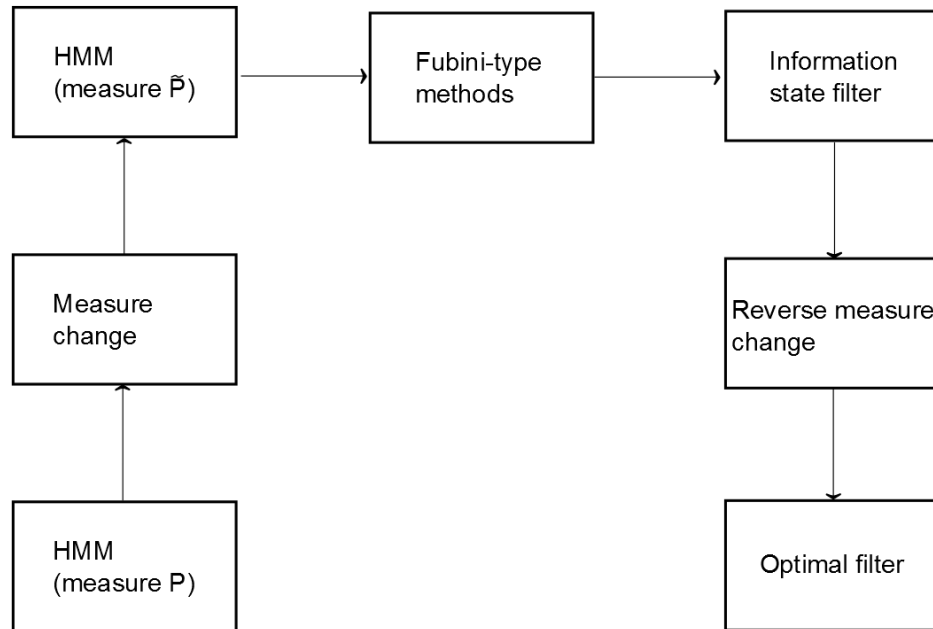 HMM
(measure P̃)
Fubini-type
methods
Information
state filter
Measure
change
Reverse measure
change
HMM
(measure P)
Optimal filter